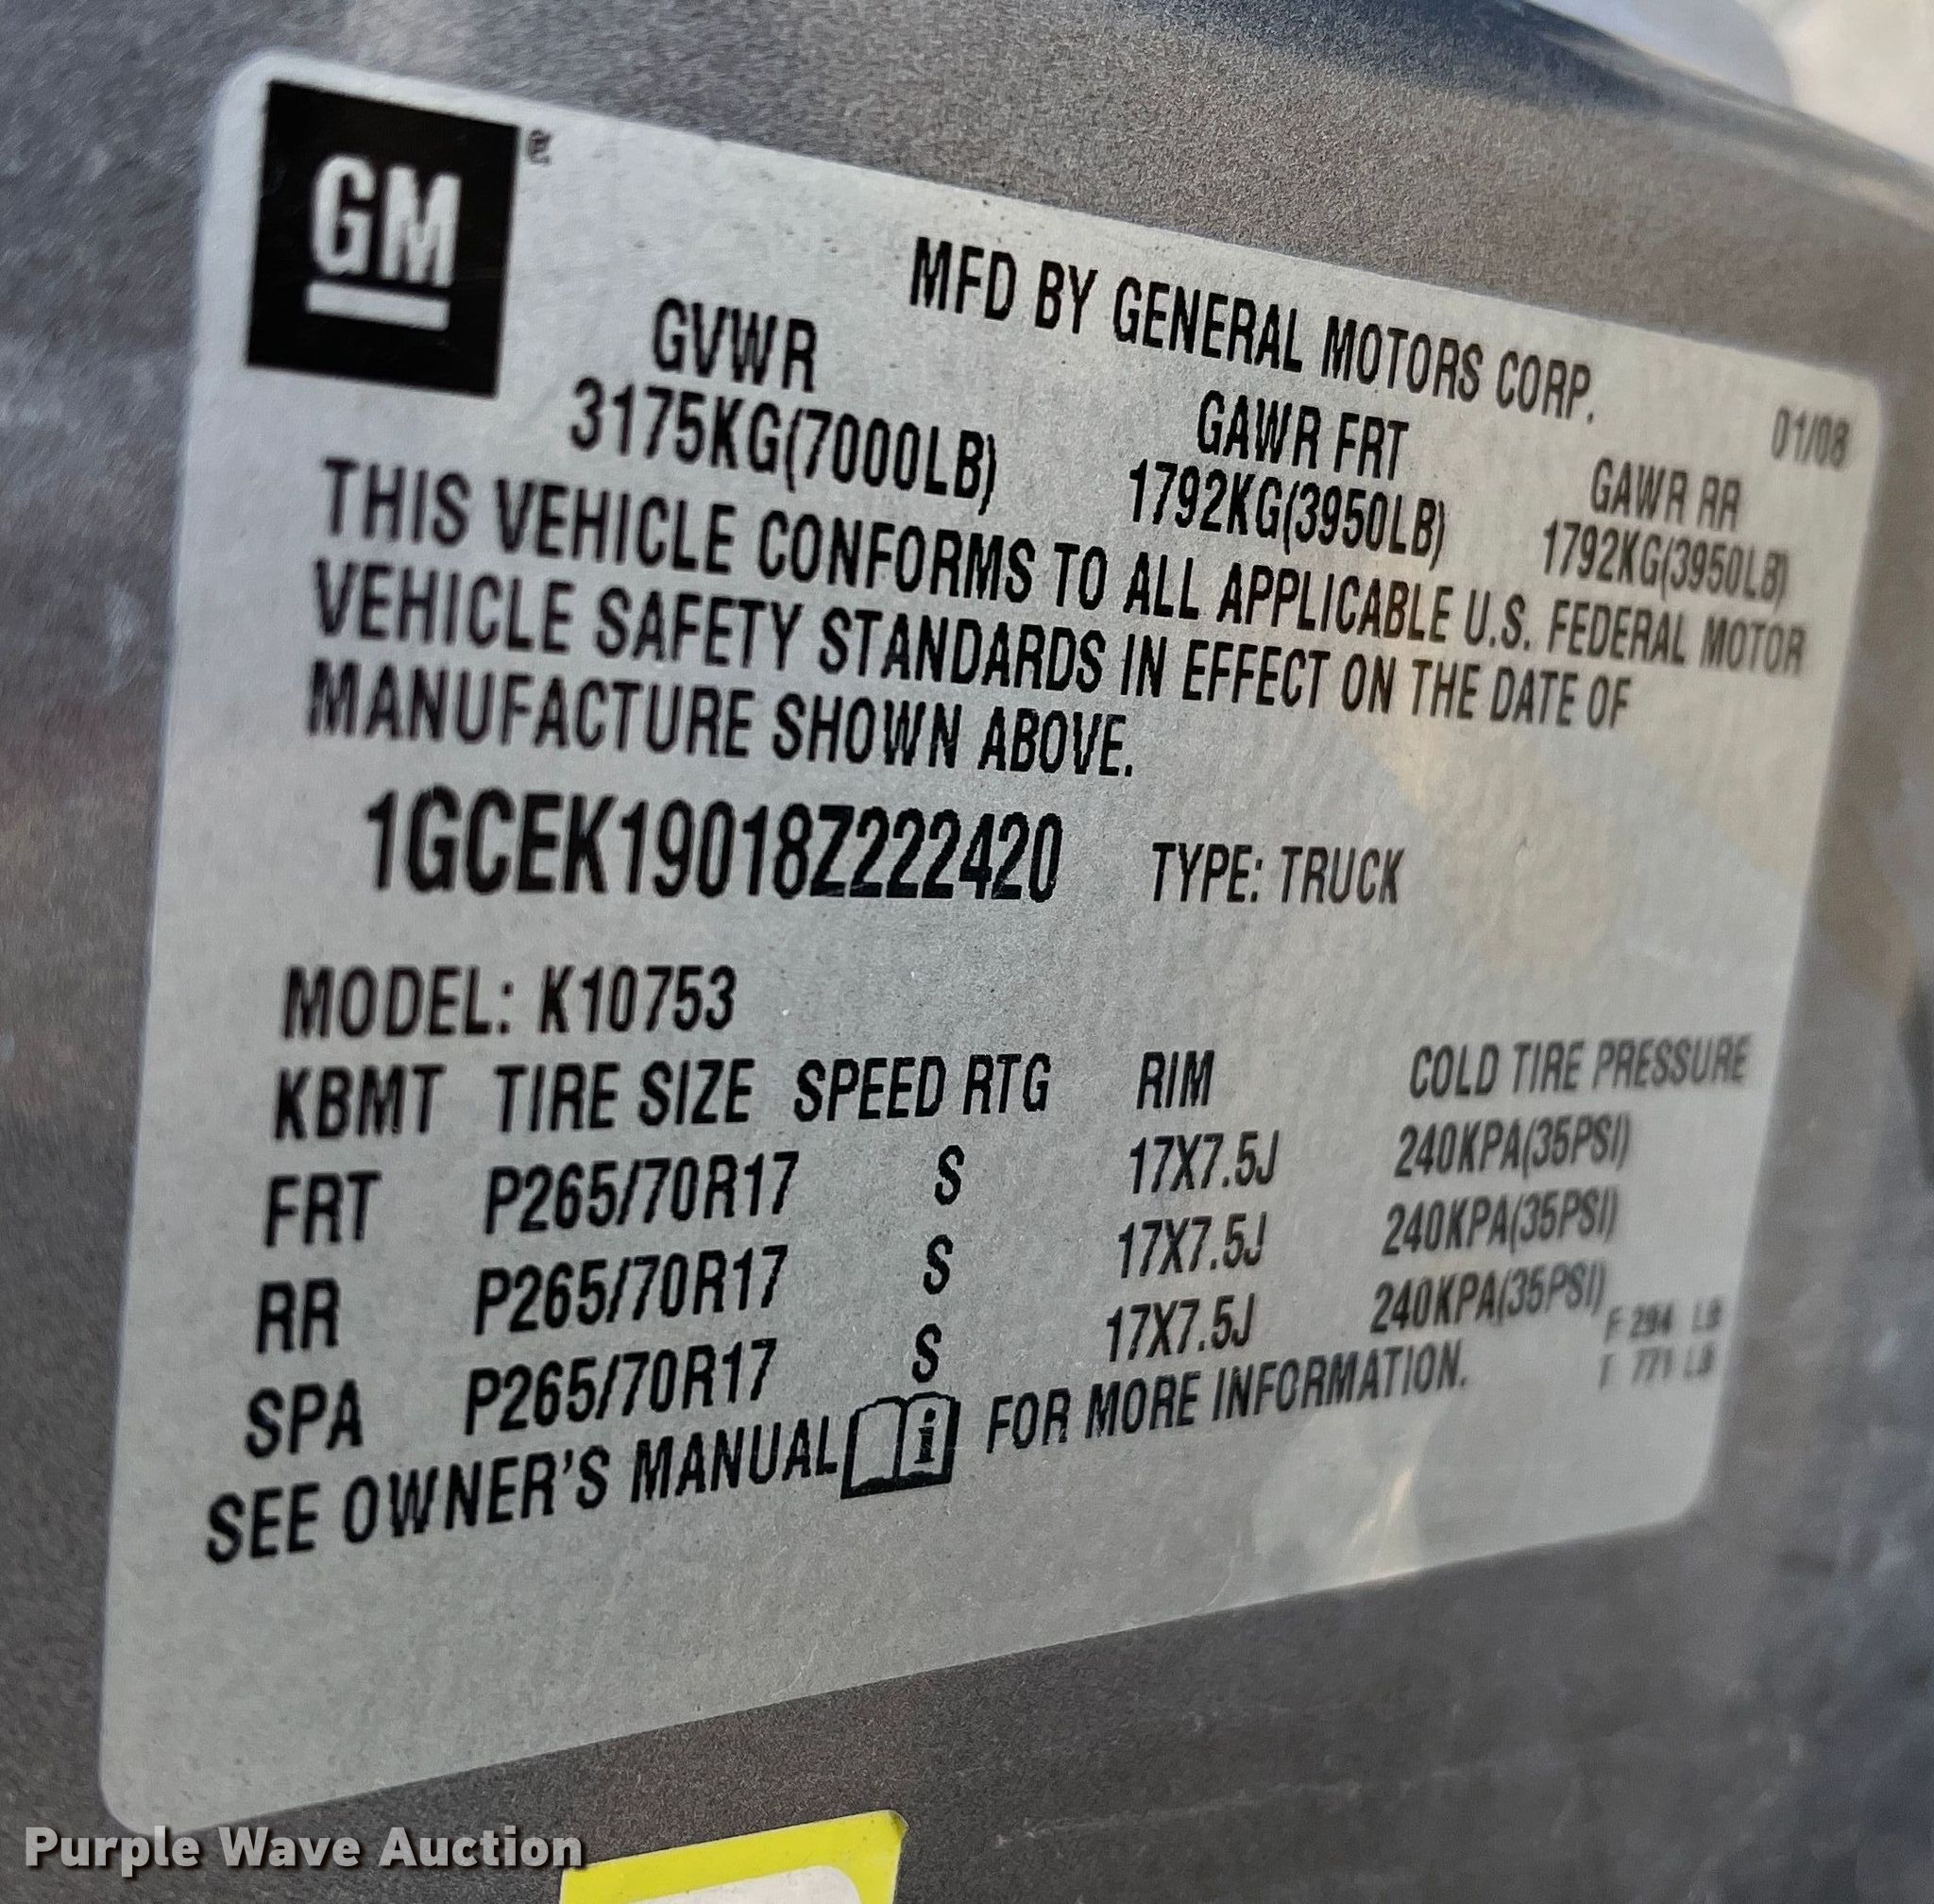 GM
MFD BY GENERAL MOTORS CORP.
01/08
GVWR GAWR FRT GAWR RR
3175KG(7000LB) 1792KG(3950LB) 1792KG(3950LB)
THIS VEHICLE CONFORMS TO ALL APPLICABLE U.S. FEDERAL MOTOR
VEHICLE SAFETY STANDARDS IN EFFECT ON THE DATE OF
MANUFACTURE SHOWN ABOVE.
1GCEK19018Z222420 TYPE: TRUCK
MODEL: K10753
KBMT TIRE SIZE SPEED RTG RIM COLD TIRE PRESSURE
FRT P265/70R17 S 17X7.5J 240KPA(35PSI)
RR P265/70R17 S 17X7.5J 240KPA(35PSI)
SPA P265/70R17 S 17X7.5J 240KPA(35PSI)
F 294 LB
T 771 LB
SEE OWNER'S MANUAL i FOR MORE INFORMATION.
Purple Wave Auction